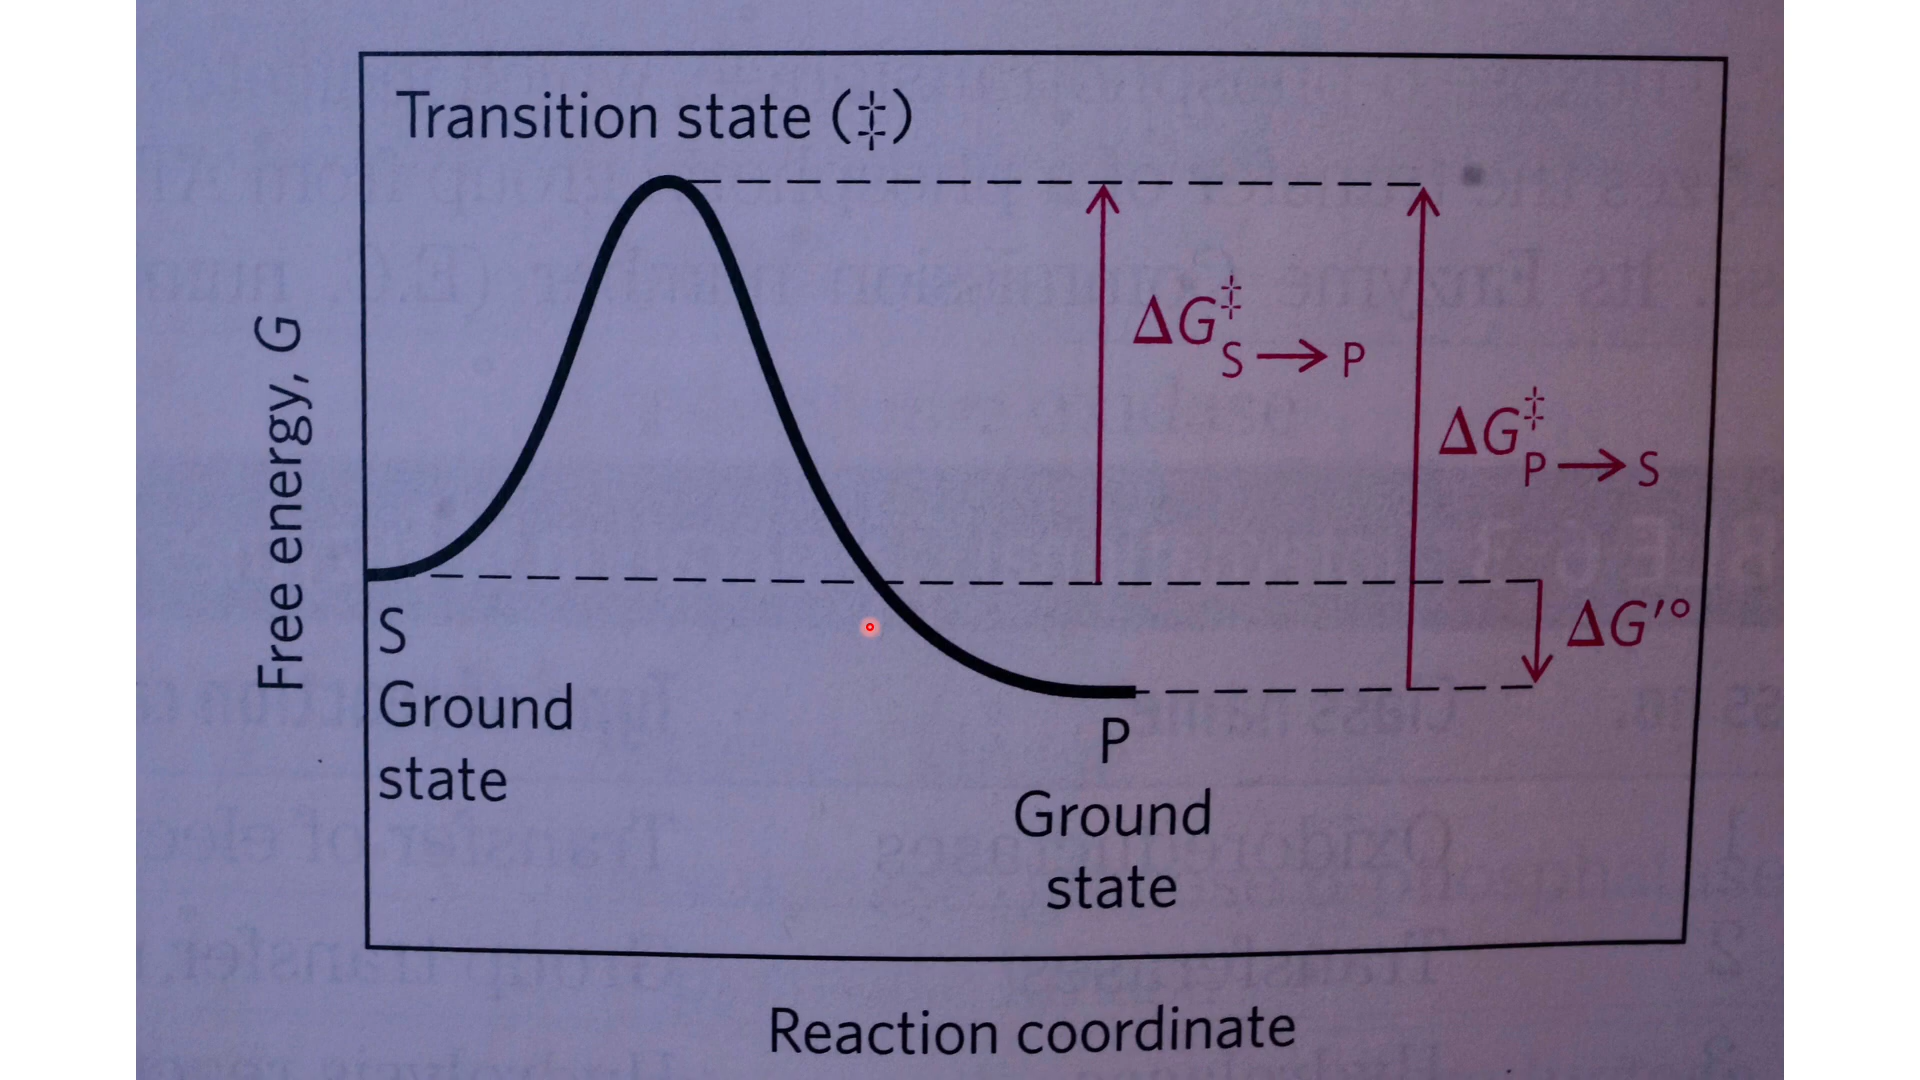 Transition state (‡)
ΔG‡ S → P
ΔG‡ P → S
ΔG′°
Free energy, G
S
Ground
state
P
Ground
state
Reaction coordinate